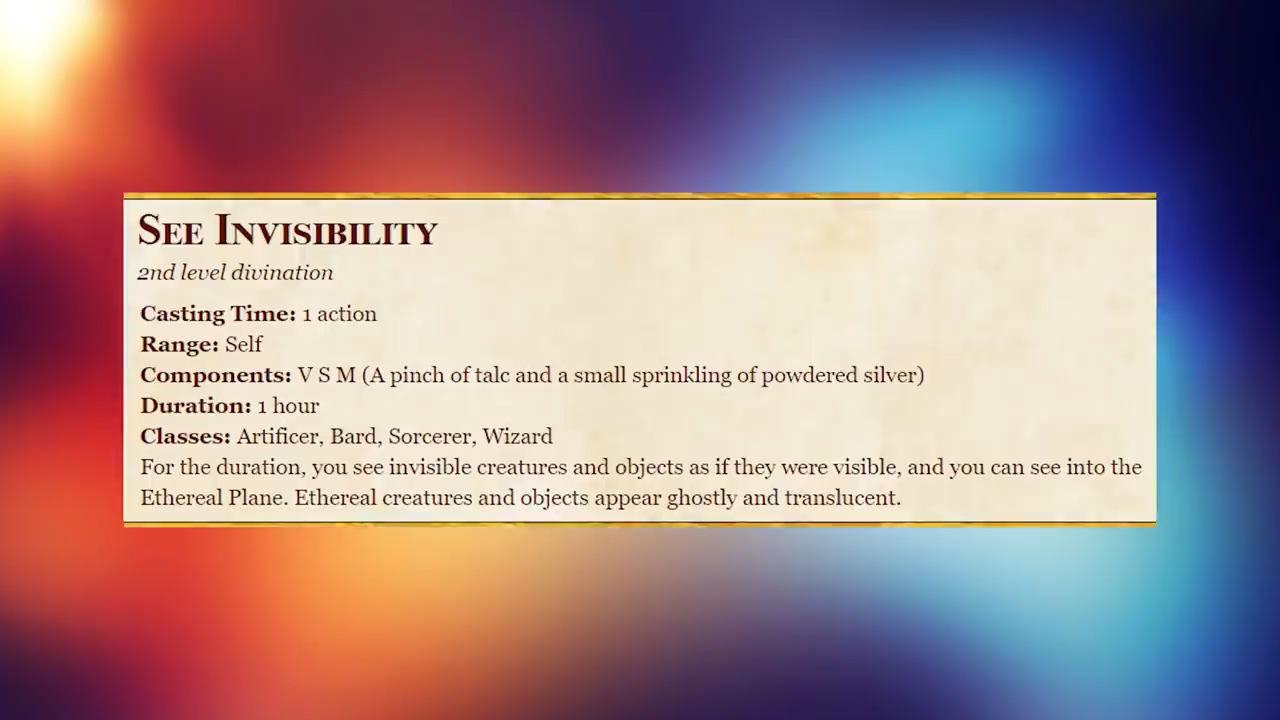 See Invisibility
2nd level divination
Casting Time: 1 action
Range: Self
Components: V S M (A pinch of talc and a small sprinkling of powdered silver)
Duration: 1 hour
Classes: Artificer, Bard, Sorcerer, Wizard
For the duration, you see invisible creatures and objects as if they were visible, and you can see into the
Ethereal Plane. Ethereal creatures and objects appear ghostly and translucent.